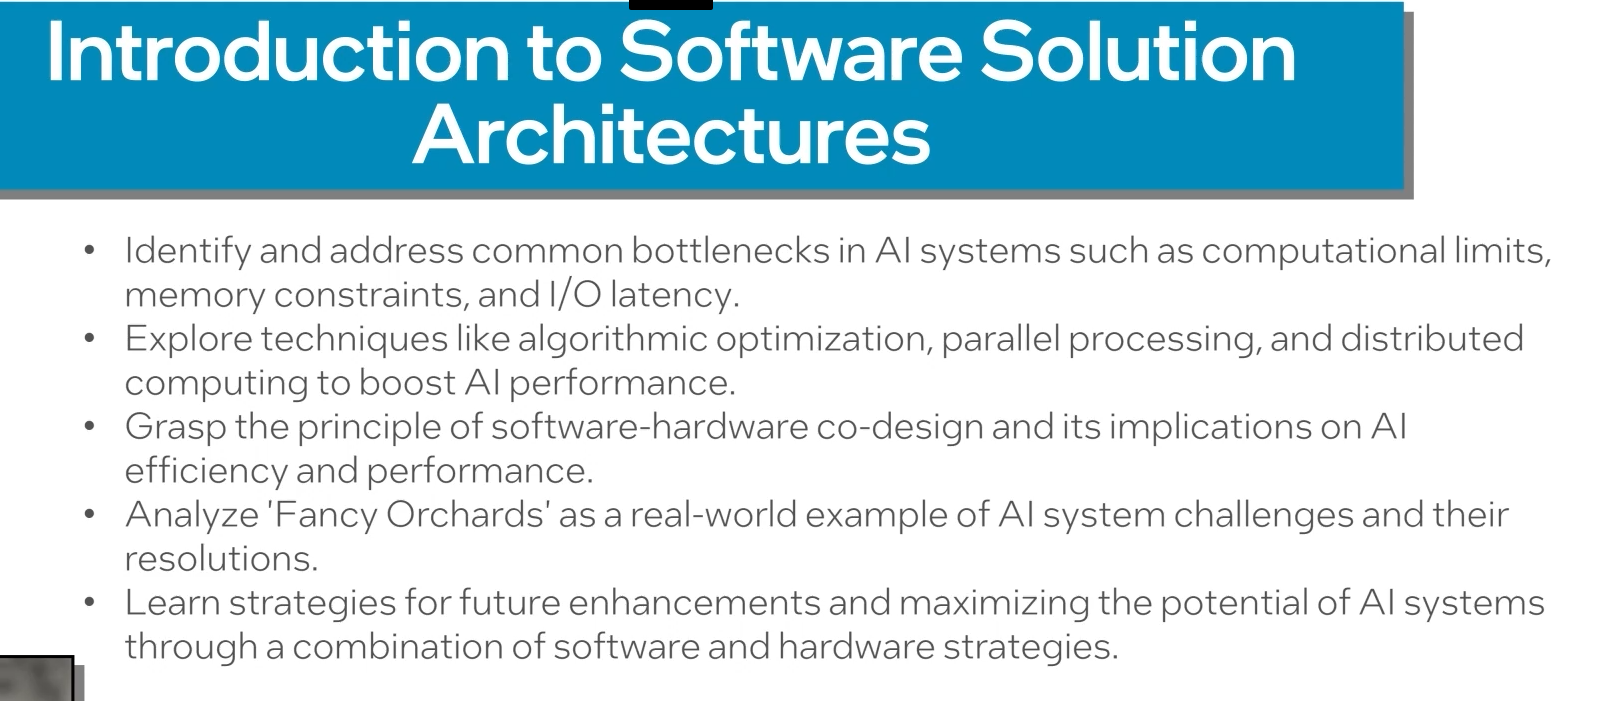 Introduction to Software Solution
Architectures
• Identify and address common bottlenecks in AI systems such as computational limits,
memory constraints, and I/O latency.
• Explore techniques like algorithmic optimization, parallel processing, and distributed
computing to boost AI performance.
• Grasp the principle of software-hardware co-design and its implications on AI
efficiency and performance.
• Analyze 'Fancy Orchards' as a real-world example of AI system challenges and their
resolutions.
• Learn strategies for future enhancements and maximizing the potential of AI systems
through a combination of software and hardware strategies.